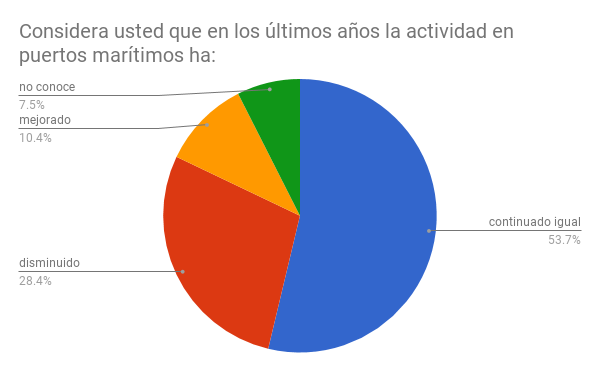 Considera usted que en los últimos años la actividad en
puertos marítimos ha:
no conoce
7.5%
mejorado
10.4%
continuado igual
53.7%
disminuido
28.4%